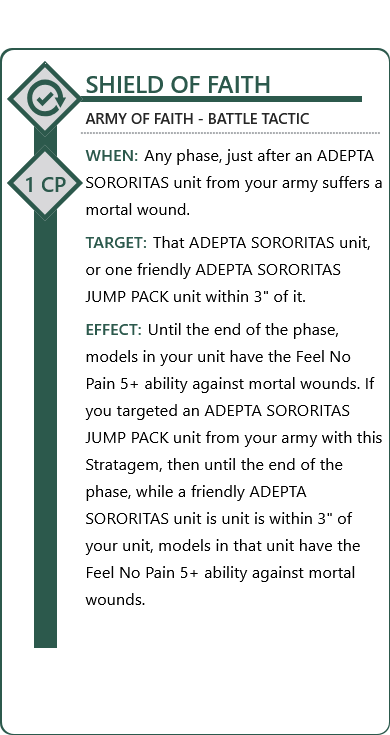 SHIELD OF FAITH
ARMY OF FAITH - BATTLE TACTIC
WHEN: Any phase, just after an ADEPTA
1 CP
SORORITAS unit from your army suffers a
mortal wound.
TARGET: That ADEPTA SORORITAS unit,
or one friendly ADEPTA SORORITAS
JUMP PACK unit within 3" of it.
EFFECT: Until the end of the phase,
models in your unit have the Feel No
Pain 5+ ability against mortal wounds. If
you targeted an ADEPTA SORORITAS
JUMP PACK unit from your army with this
Stratagem, then until the end of the
phase, while a friendly ADEPTA
SORORITAS unit is unit is within 3" of
your unit, models in that unit have the
Feel No Pain 5+ ability against mortal
wounds.